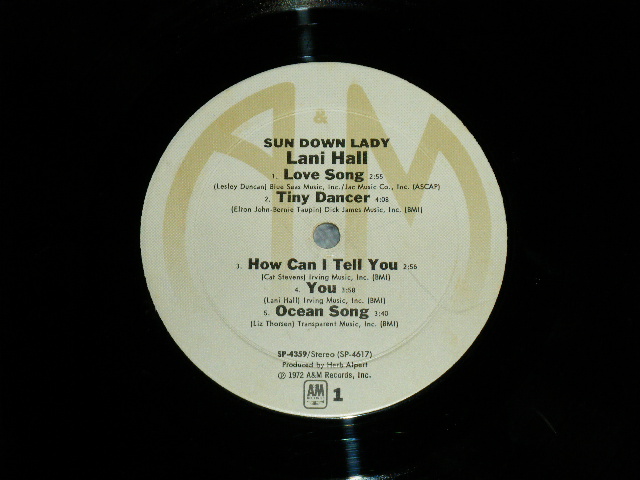 A&M
SUN DOWN LADY
Lani Hall
1. Love Song 2:55
(Lesley Duncan) Blue Seas Music, Inc./Jac Music Co., Inc. (ASCAP)
2. Tiny Dancer 4:08
(Elton John-Bernie Taupin) Dick James Music, Inc. (BMI)
3. How Can I Tell You 2:56
(Cat Stevens) Irving Music, Inc. (BMI)
4. You 3:58
(Lani Hall) Irving Music, Inc. (BMI)
5. Ocean Song 3:40
(Liz Thorsen) Transparent Music, Inc. (BMI)
SP-4359/Stereo (SP-4617)
Produced by Herb Alpert
℗ 1972 A&M Records, Inc.
A&M
1